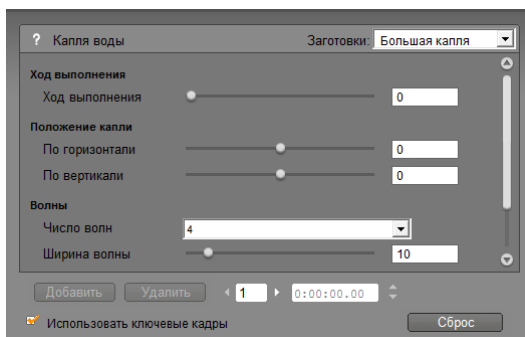 ? Капля воды Заготовки: Большая капля
Ход выполнения
Ход выполнения 0
Положение капли
По горизонтали 0
По вертикали 0
Волны
Число волн 4
Ширина волны 10
Добавить Удалить 1 0:00:00.00
Использовать ключевые кадры Сброс